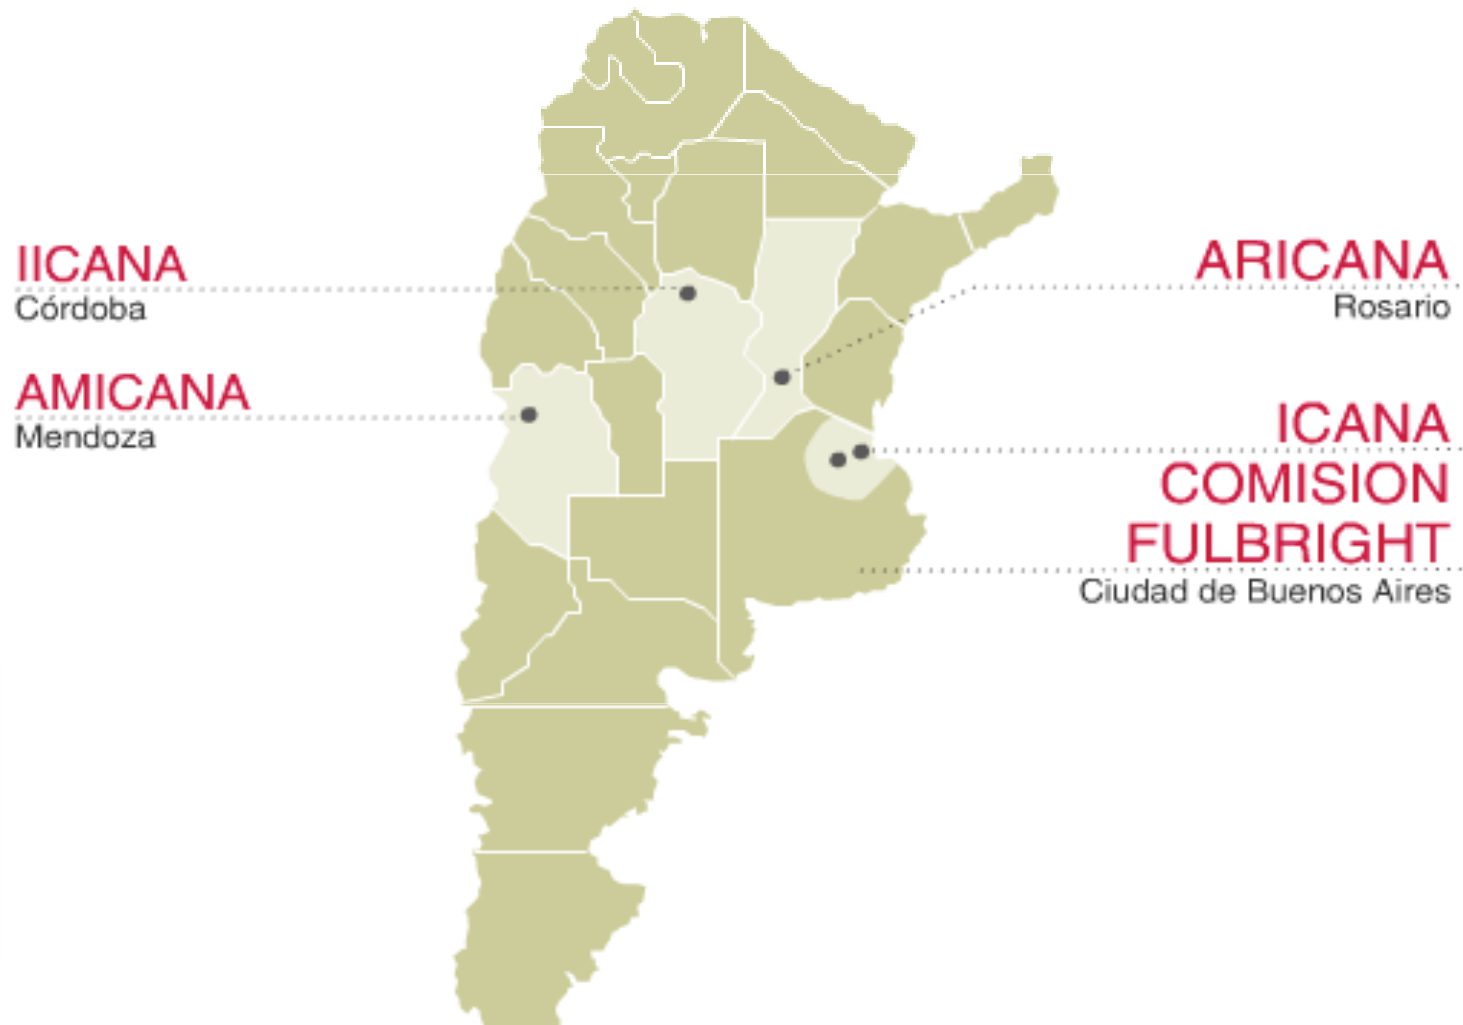 IICANA
Córdoba
AMICANA
Mendoza
ARICANA
Rosario
ICANA
COMISION
FULBRIGHT
Ciudad de Buenos Aires